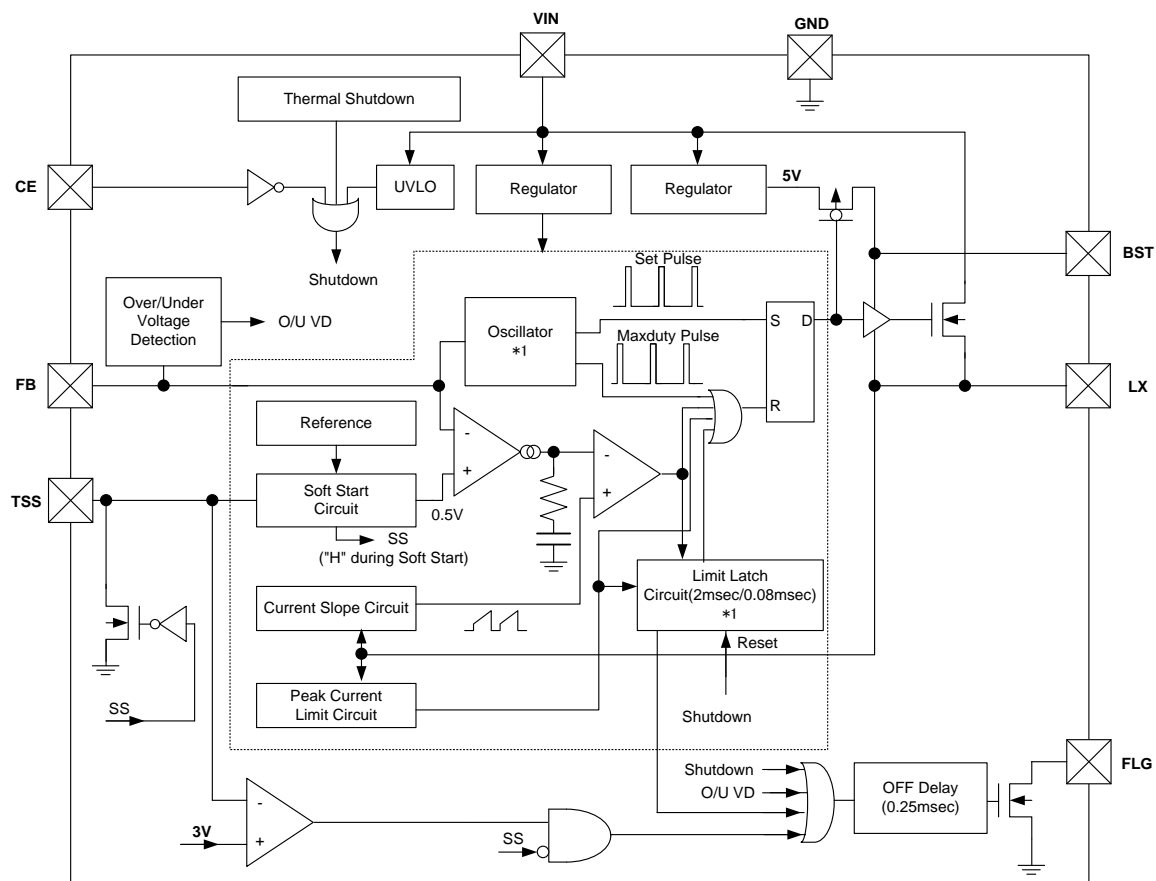 VIN
GND
Thermal Shutdown
CE
UVLO
Regulator
Regulator
5V
BST
Shutdown
Set Pulse
Over/Under
Voltage
Detection
O/U VD
Oscillator
*1
Maxduty Pulse
S
D
R
FB
LX
Reference
-
+
-
+
TSS
Soft Start
Circuit
0.5V
SS
("H" during Soft Start)
Current Slope Circuit
Limit Latch
Circuit(2msec/0.08msec)
*1
Reset
Peak Current
Limit Circuit
SS
Shutdown
FLG
Shutdown
O/U VD
OFF Delay
(0.25msec)
-
+
3V
SS